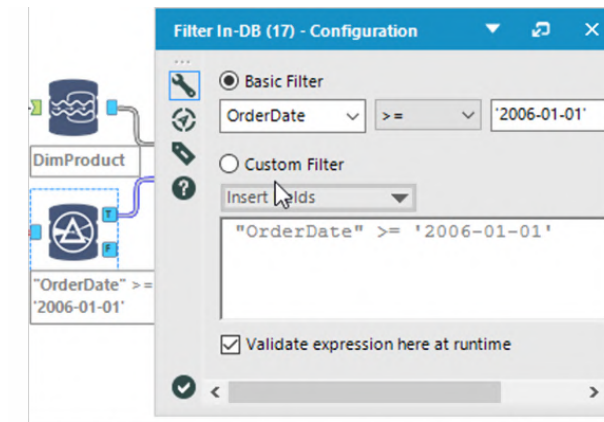 Filter In-DB (17) - Configuration
Basic Filter
OrderDate >= '2006-01-01'
DimProduct
Custom Filter
Insert Fields
"OrderDate" >= '2006-01-01'
T
F
"OrderDate" >=
'2006-01-01'
Validate expression here at runtime